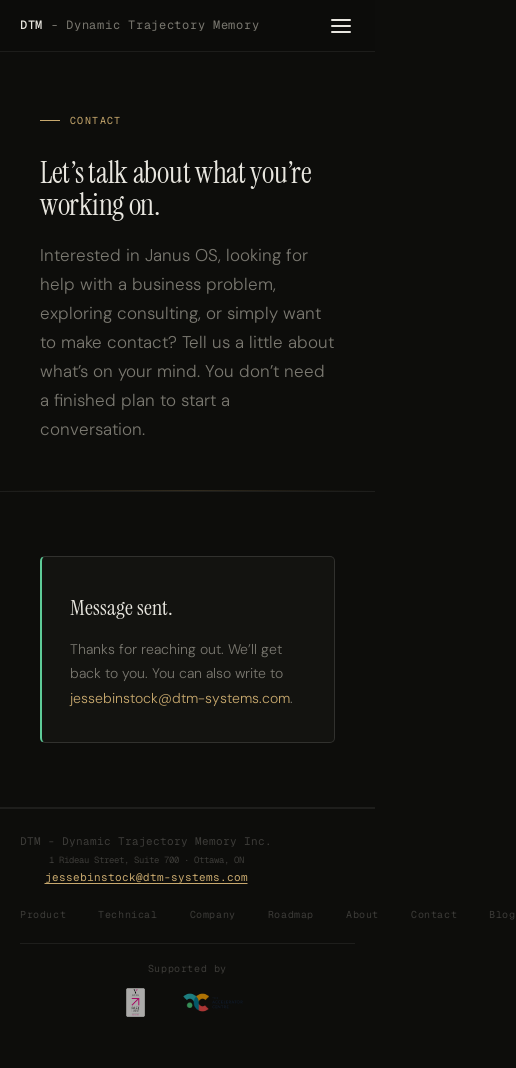 DTM – Dynamic Trajectory Memory
CONTACT
Let’s talk about what you’re
working on.
Interested in Janus OS, looking for
help with a business problem,
exploring consulting, or simply want
to make contact? Tell us a little about
what’s on your mind. You don’t need
a finished plan to start a
conversation.
Message sent.
Thanks for reaching out. We’ll get
back to you. You can also write to
jessebinstock@dtm-systems.com.
DTM - Dynamic Trajectory Memory Inc.
1 Rideau Street, Suite 700 · Ottawa, ON
jessebinstock@dtm-systems.com
Product Technical Company Roadmap About Contact Blog
Supported by